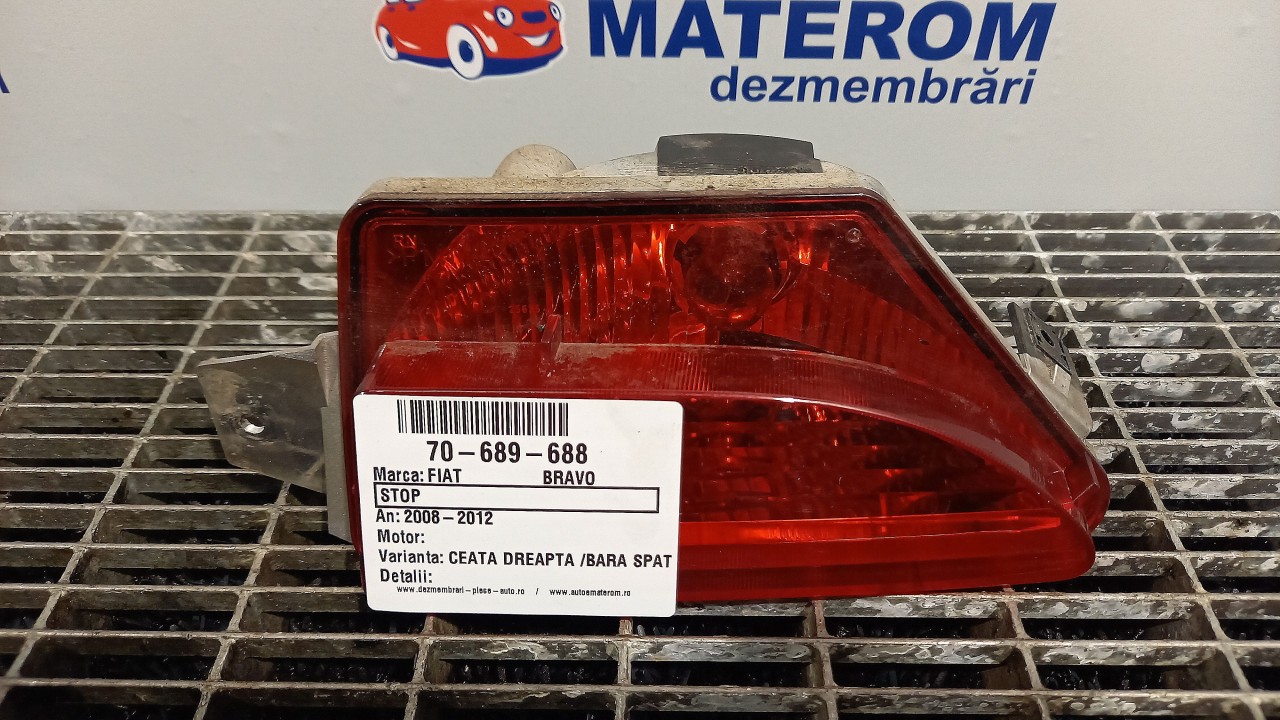 MATEROM
dezmembrări
70-689-688
Marca: FIAT BRAVO
STOP
An: 2008-2012
Motor:
Varianta: CEATA DREAPTA /BARA SPAT
Detalii:
www.dezmembrari-piese-auto.ro / www.autoematerom.ro